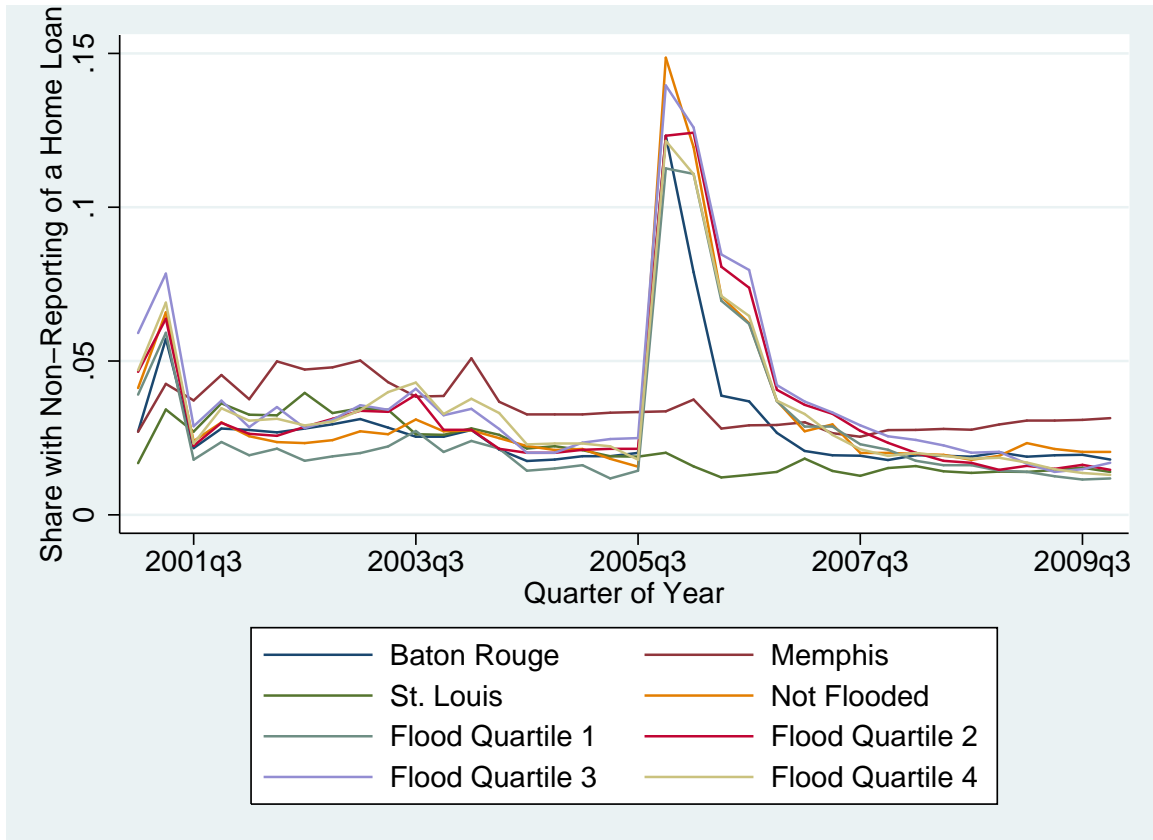 Share with Non−Reporting of a Home Loan
.15
.1
.05
0
2001q3 2003q3 2005q3 2007q3 2009q3
Quarter of Year
Baton Rouge Memphis
St. Louis Not Flooded
Flood Quartile 1 Flood Quartile 2
Flood Quartile 3 Flood Quartile 4